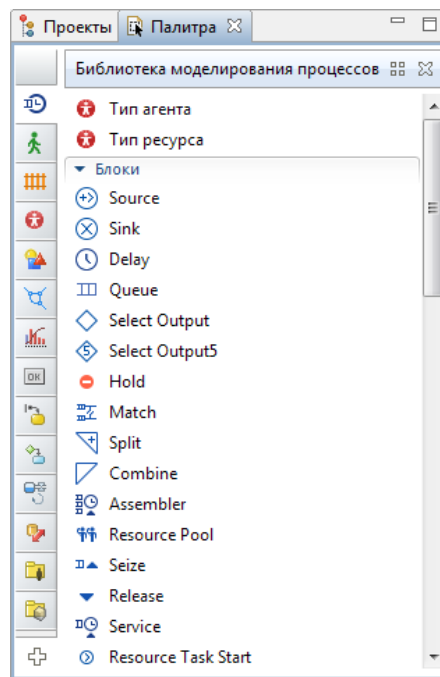 Проекты Палитра
Библиотека моделирования процессов
Тип агента
Тип ресурса
Блоки
Source
Sink
Delay
Queue
Select Output
Select Output5
Hold
Match
Split
Combine
Assembler
Resource Pool
Seize
Release
Service
Resource Task Start
OK